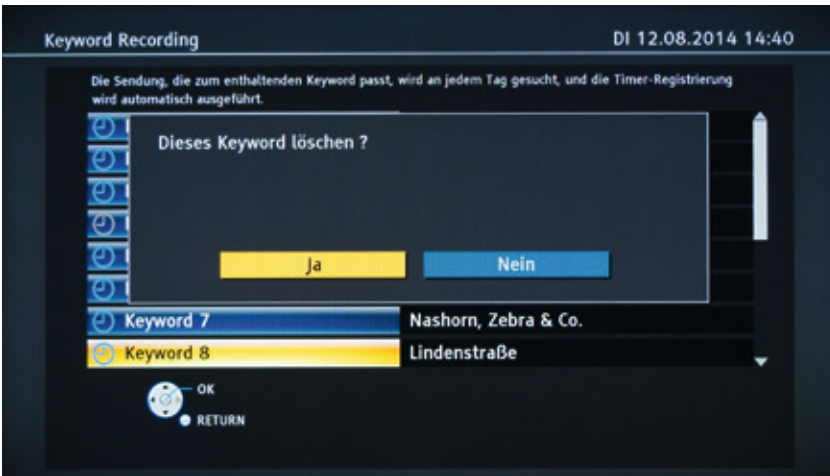 Keyword Recording
DI 12.08.2014 14:40
Die Sendung, die zum enthaltenden Keyword passt, wird an jedem Tag gesucht, und die Timer-Registrierung
wird automatisch ausgeführt.
Dieses Keyword löschen ?
Ja
Nein
Keyword 7
Nashorn, Zebra & Co.
Keyword 8
Lindenstraße
OK
RETURN